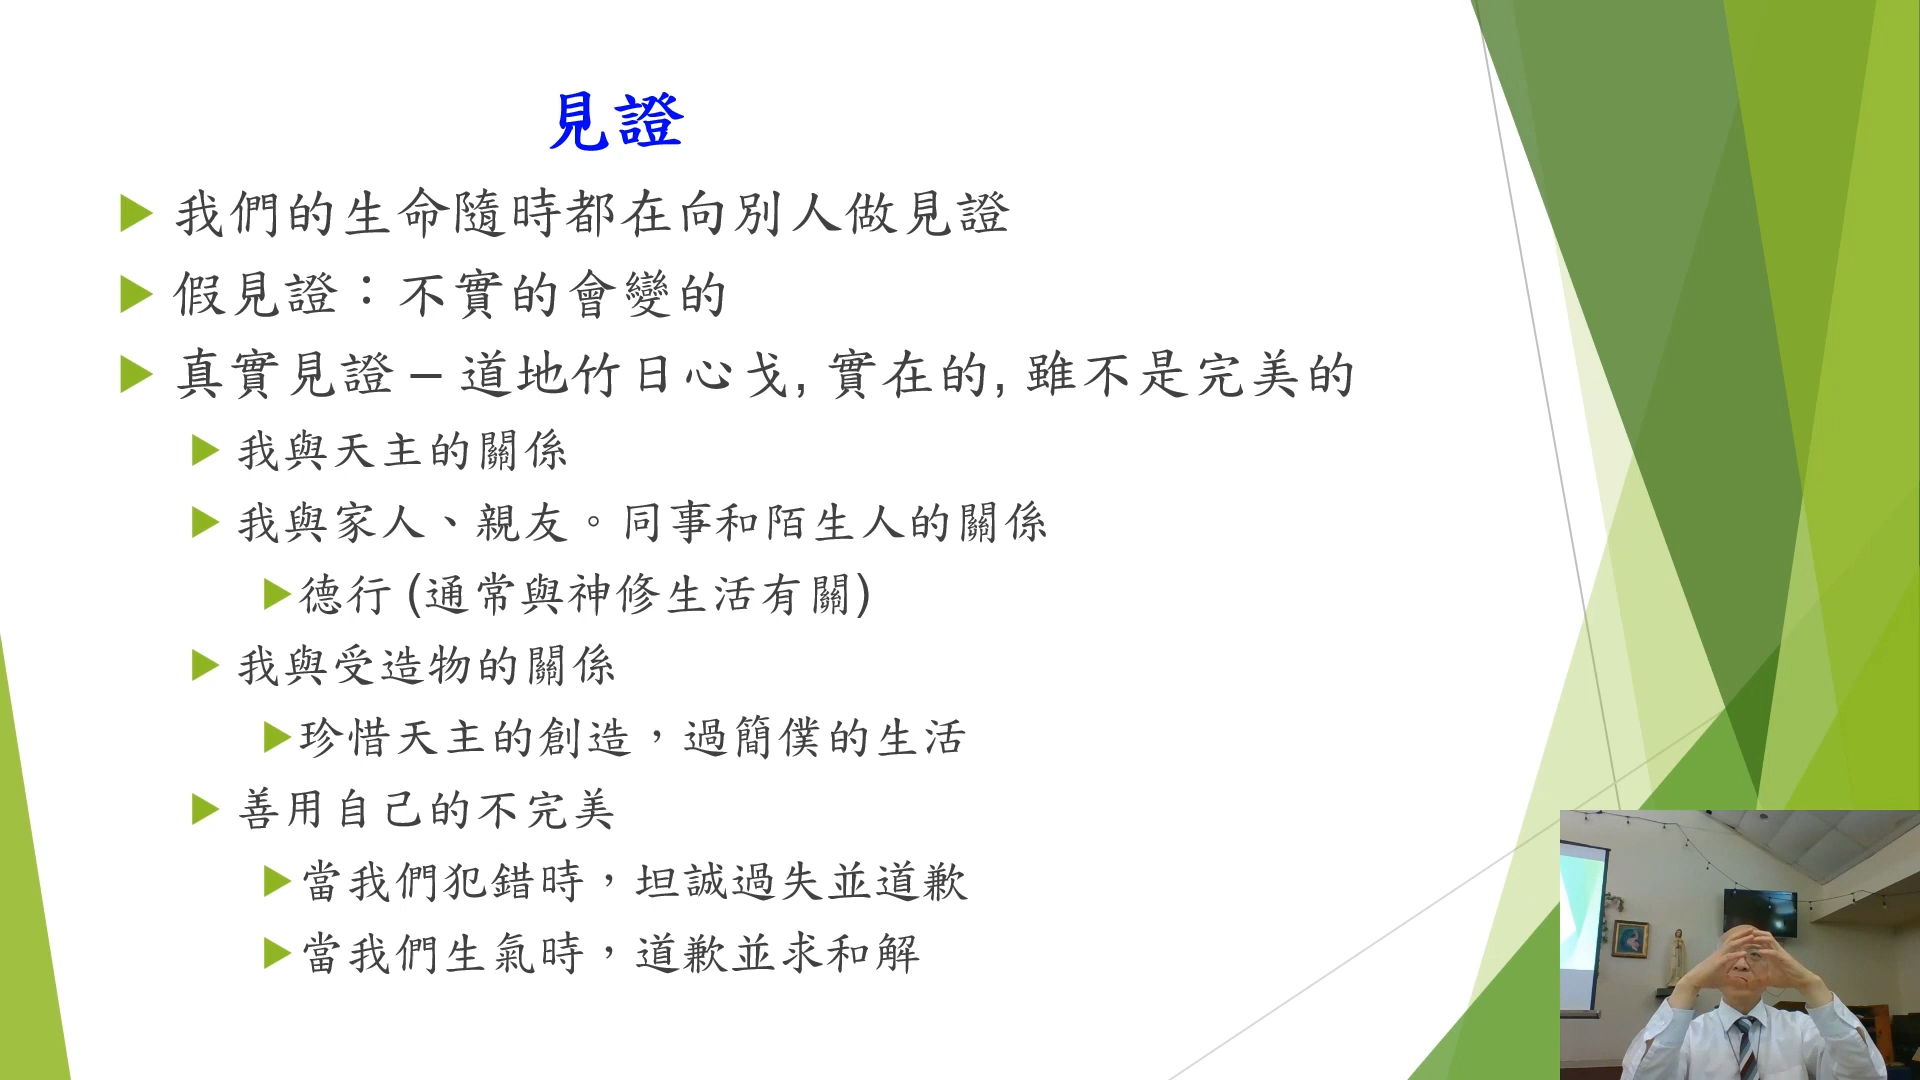 見證
我們的生命隨時都在向別人做見證
假見證：不實的會變的
真實見證 – 道地竹日心戈, 實在的, 雖不是完美的
我與天主的關係
我與家人、親友。同事和陌生人的關係
德行 (通常與神修生活有關)
我與受造物的關係
珍惜天主的創造，過簡僕的生活
善用自己的不完美
當我們犯錯時，坦誠過失並道歉
當我們生氣時，道歉並求和解